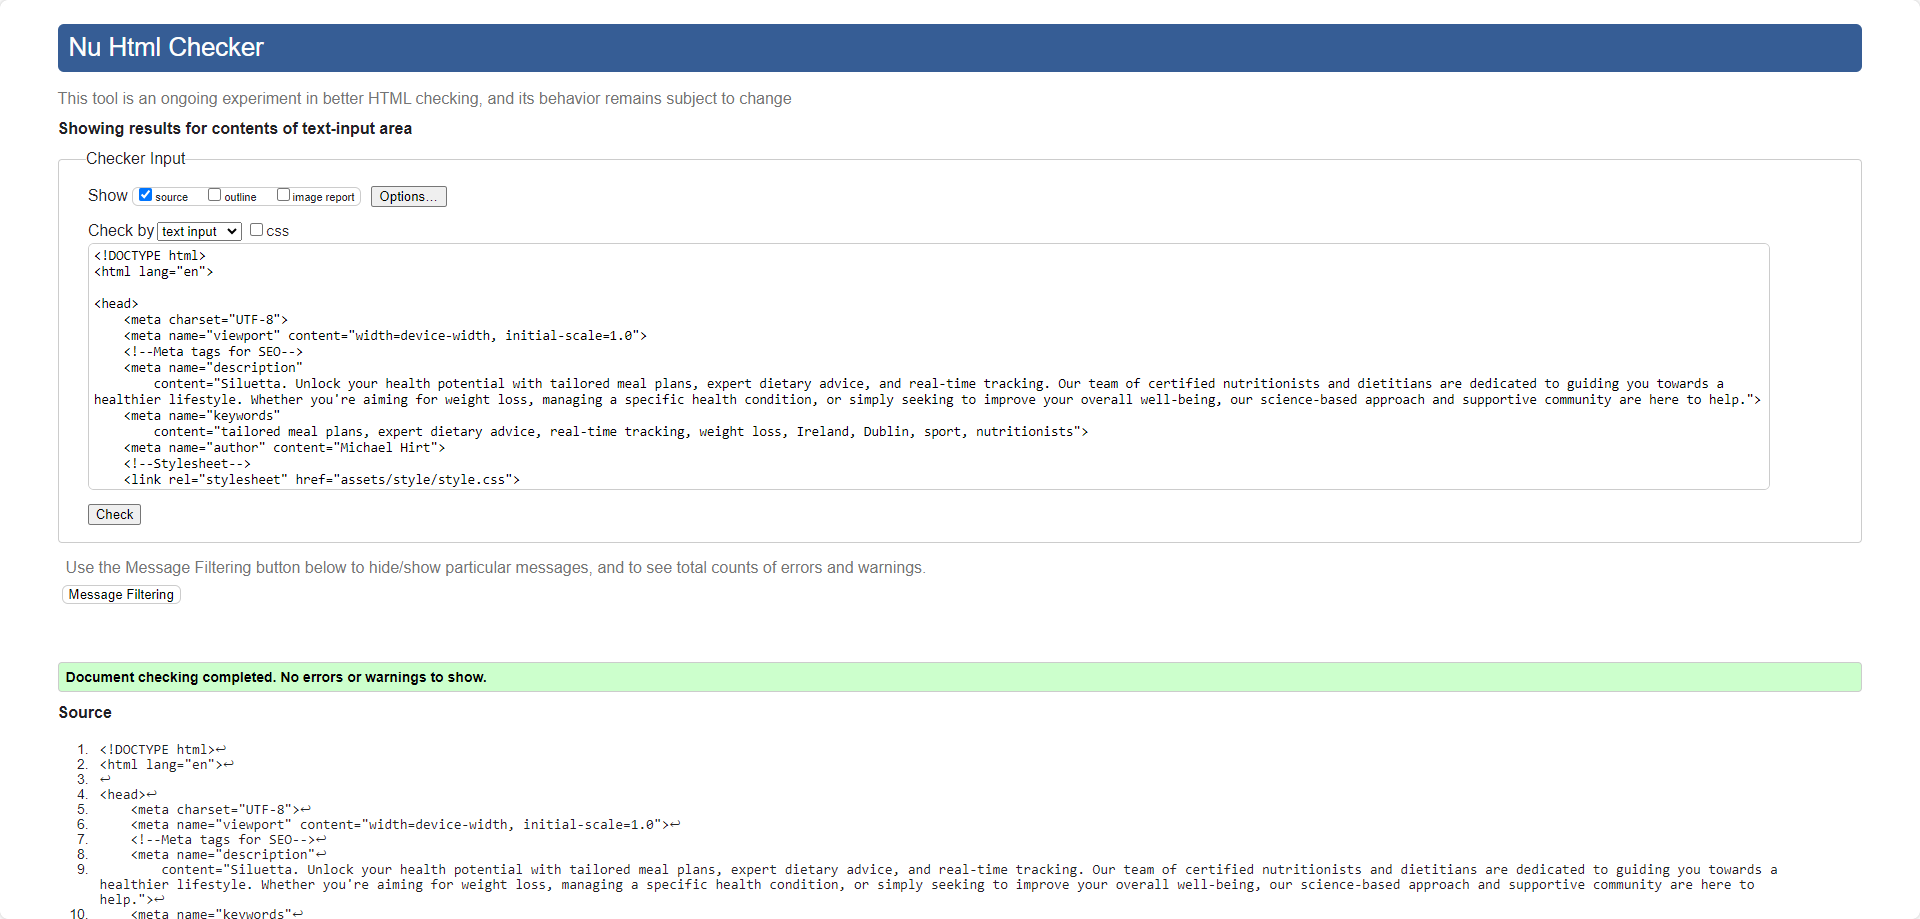 Nu Html Checker
This tool is an ongoing experiment in better HTML checking, and its behavior remains subject to change
Showing results for contents of text-input area
Checker Input
Show source outline image report Options...
Check by text input css
<!DOCTYPE html>
<html lang="en">
<head>
    <meta charset="UTF-8">
    <meta name="viewport" content="width=device-width, initial-scale=1.0">
    <!--Meta tags for SEO-->
    <meta name="description"
        content="Siluetta. Unlock your health potential with tailored meal plans, expert dietary advice, and real-time tracking. Our team of certified nutritionists and dietitians are dedicated to guiding you towards a
healthier lifestyle. Whether you're aiming for weight loss, managing a specific health condition, or simply seeking to improve your overall well-being, our science-based approach and supportive community are here to help.">
    <meta name="keywords"
        content="tailored meal plans, expert dietary advice, real-time tracking, weight loss, Ireland, Dublin, sport, nutritionists">
    <meta name="author" content="Michael Hirt">
    <!--Stylesheet-->
    <link rel="stylesheet" href="assets/style/style.css">
Check
Use the Message Filtering button below to hide/show particular messages, and to see total counts of errors and warnings.
Message Filtering
Document checking completed. No errors or warnings to show.
Source
1. <!DOCTYPE html>↩
2. <html lang="en">↩
3. ↩
4. <head>↩
5.     <meta charset="UTF-8">↩
6.     <meta name="viewport" content="width=device-width, initial-scale=1.0">↩
7.     <!--Meta tags for SEO-->↩
8.     <meta name="description"↩
9.         content="Siluetta. Unlock your health potential with tailored meal plans, expert dietary advice, and real-time tracking. Our team of certified nutritionists and dietitians are dedicated to guiding you towards a
healthier lifestyle. Whether you're aiming for weight loss, managing a specific health condition, or simply seeking to improve your overall well-being, our science-based approach and supportive community are here to
help.">↩
10.     <meta name="keywords"↩